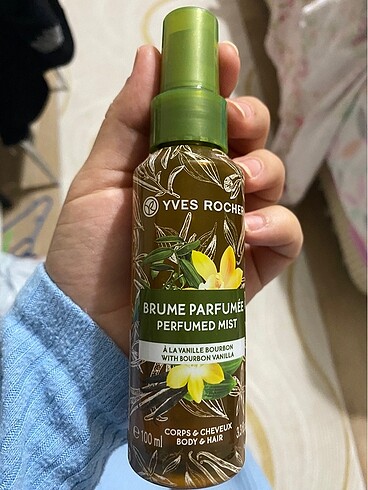 YVES ROCHER
BRUME PARFUMÉE
PERFUMED MIST
À LA VANILLE BOURBON
WITH BOURBON VANILLA
CORPS & CHEVEUX
BODY & HAIR
℮ 100 ml